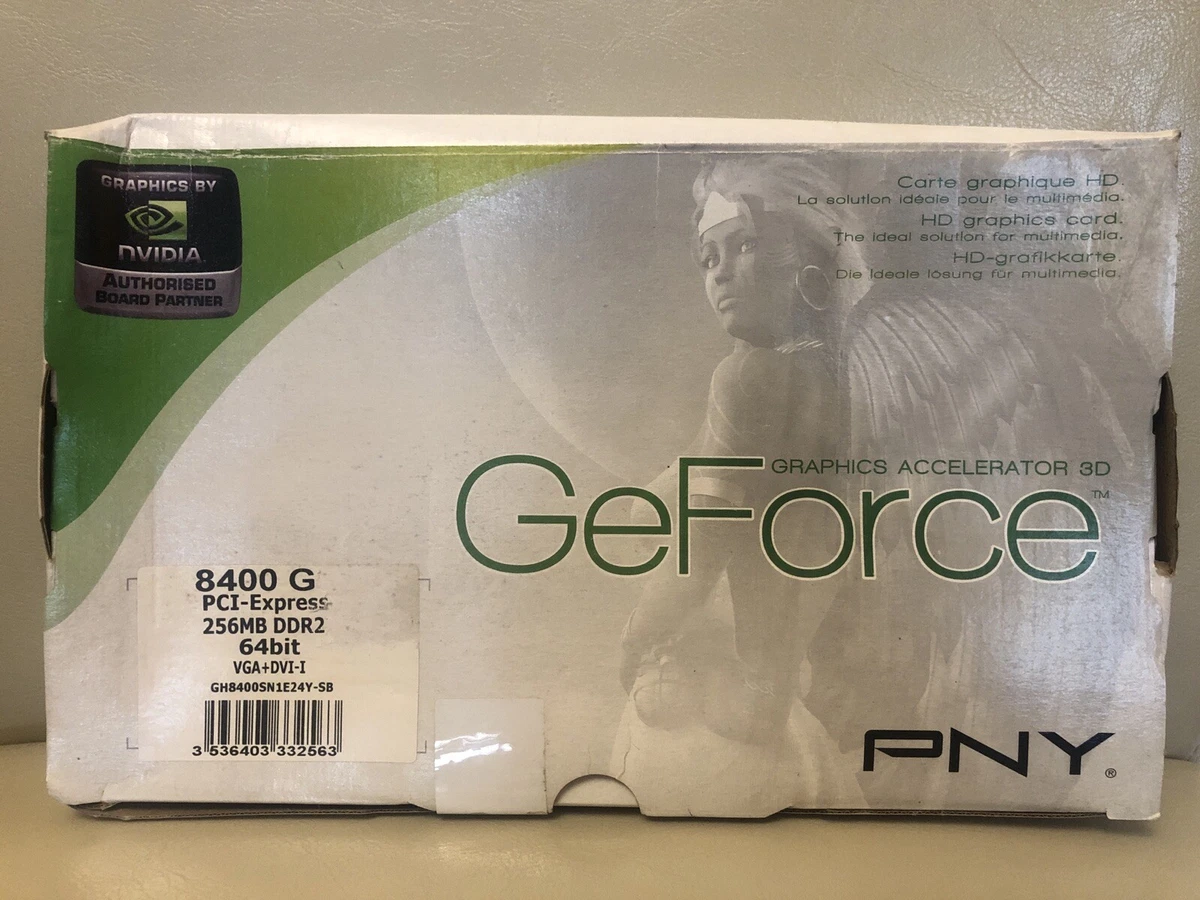 GRAPHICS BY
NVIDIA
AUTHORISED
BOARD PARTNER
Carte graphique HD.
La solution idéale pour le multimédia.
HD graphics card.
The ideal solution for multimedia.
HD-grafikkarte.
Die ideale lösung für multimedia.
GRAPHICS ACCELERATOR 3D
GeForce™
8400 G
PCI-Express
256MB DDR2
64bit
VGA+DVI-I
GH8400SN1E24Y-SB
3 536403 332563
PNY®